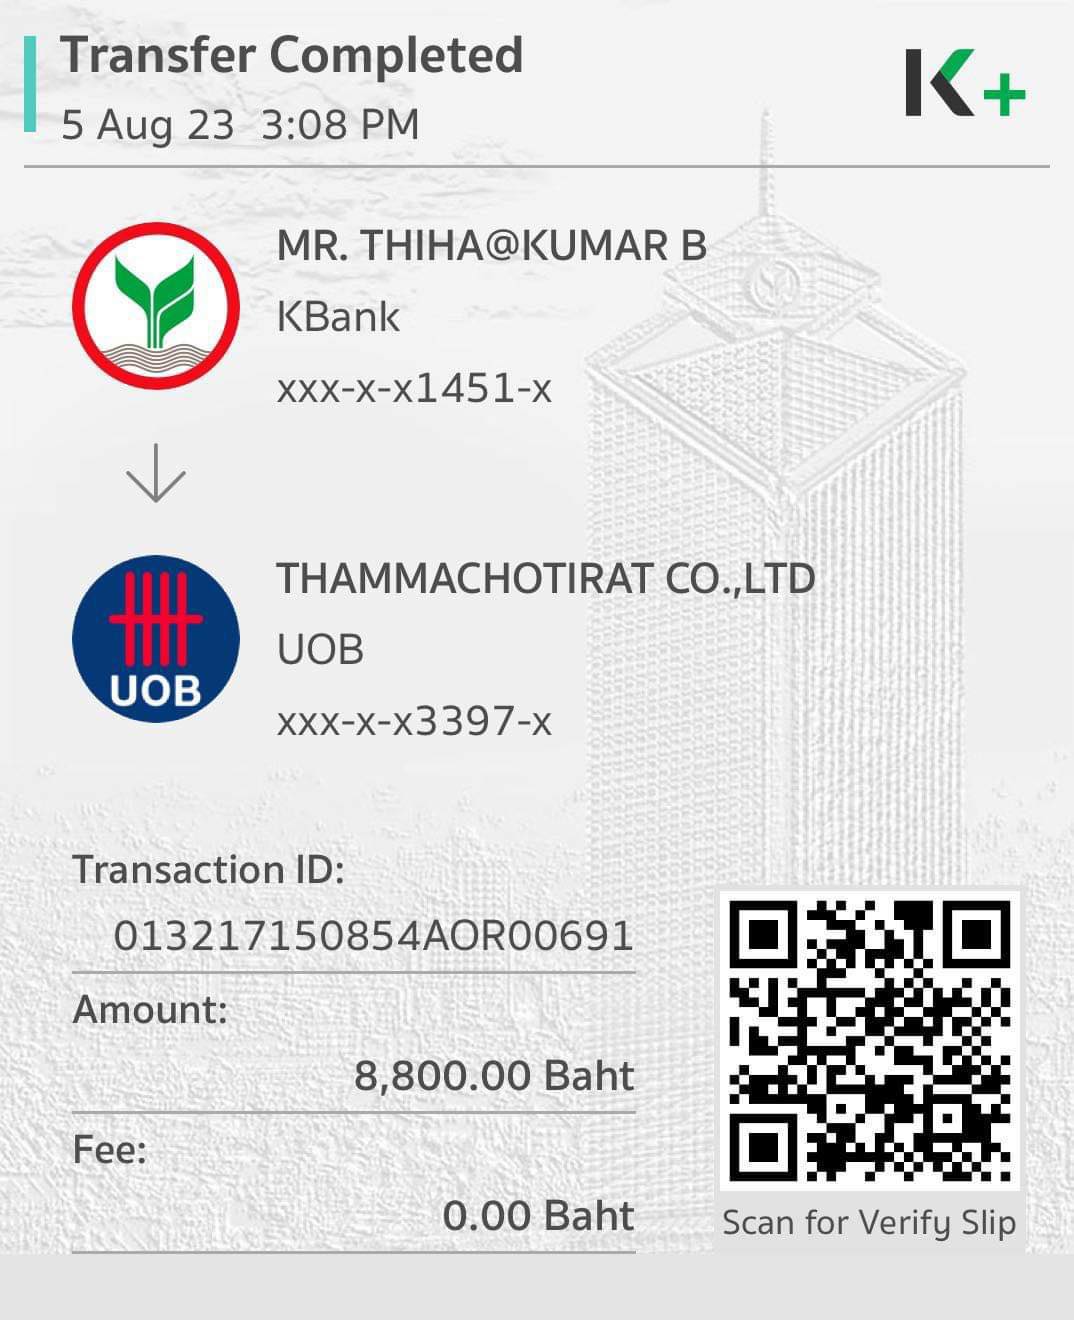 Transfer Completed
5 Aug 23 3:08 PM
K+
MR. THIHA@KUMAR B
KBank
xxx-x-x1451-x
THAMMACHOTIRAT CO.,LTD
UOB
UOB
xxx-x-x3397-x
Transaction ID:
013217150854AOR00691
Amount:
8,800.00 Baht
Fee:
0.00 Baht
Scan for Verify Slip